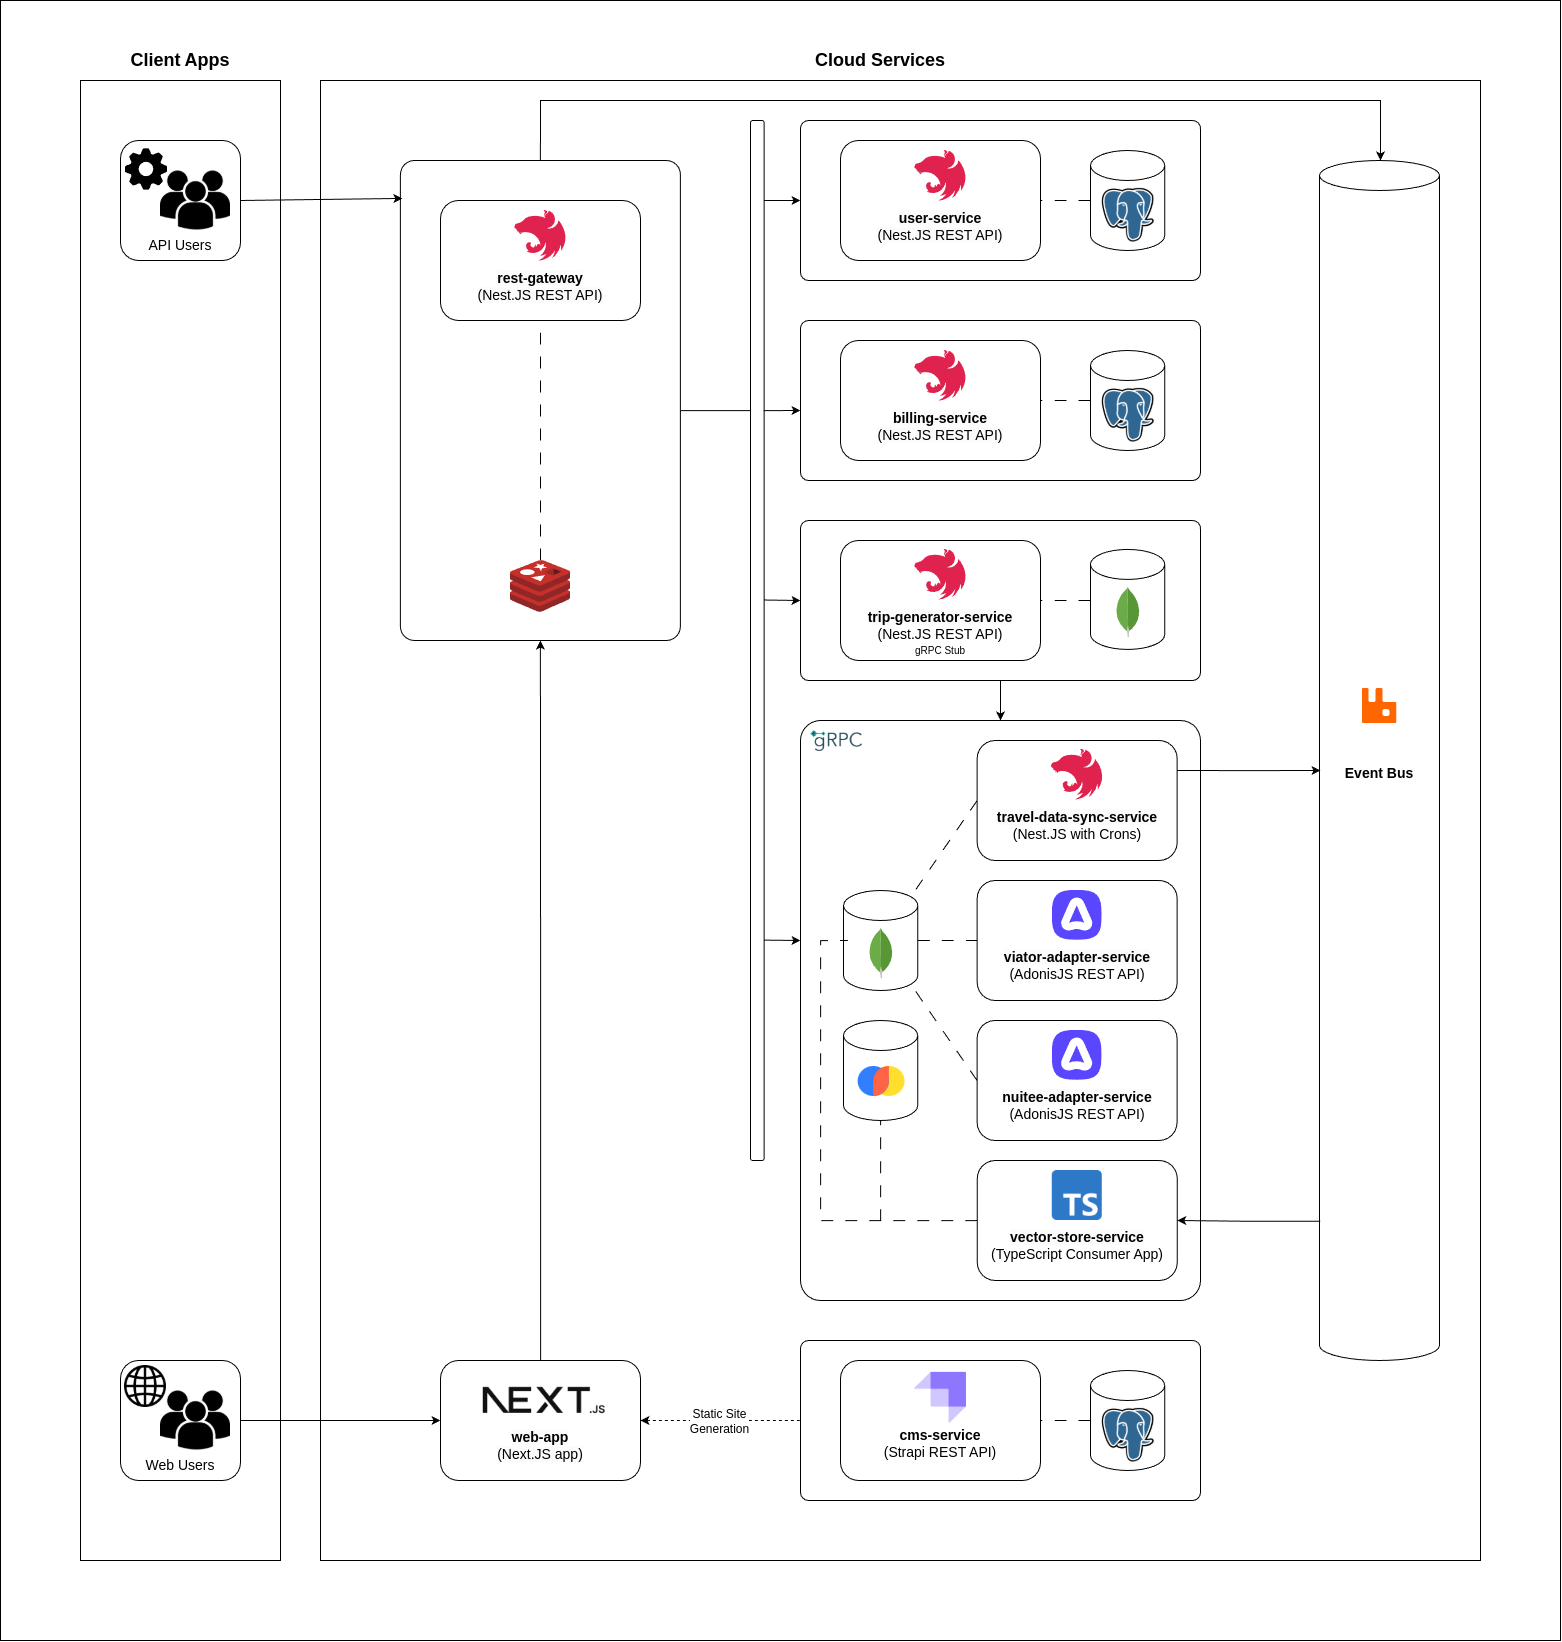 Client Apps
Cloud Services
API Users
rest-gateway
(Nest.JS REST API)
user-service
(Nest.JS REST API)
billing-service
(Nest.JS REST API)
trip-generator-service
(Nest.JS REST API)
gRPC Stub
gRPC
travel-data-sync-service
(Nest.JS with Crons)
Event Bus
viator-adapter-service
(AdonisJS REST API)
nuitee-adapter-service
(AdonisJS REST API)
TS
vector-store-service
(TypeScript Consumer App)
Web Users
NEXT.JS
web-app
(Next.JS app)
Static Site
Generation
cms-service
(Strapi REST API)